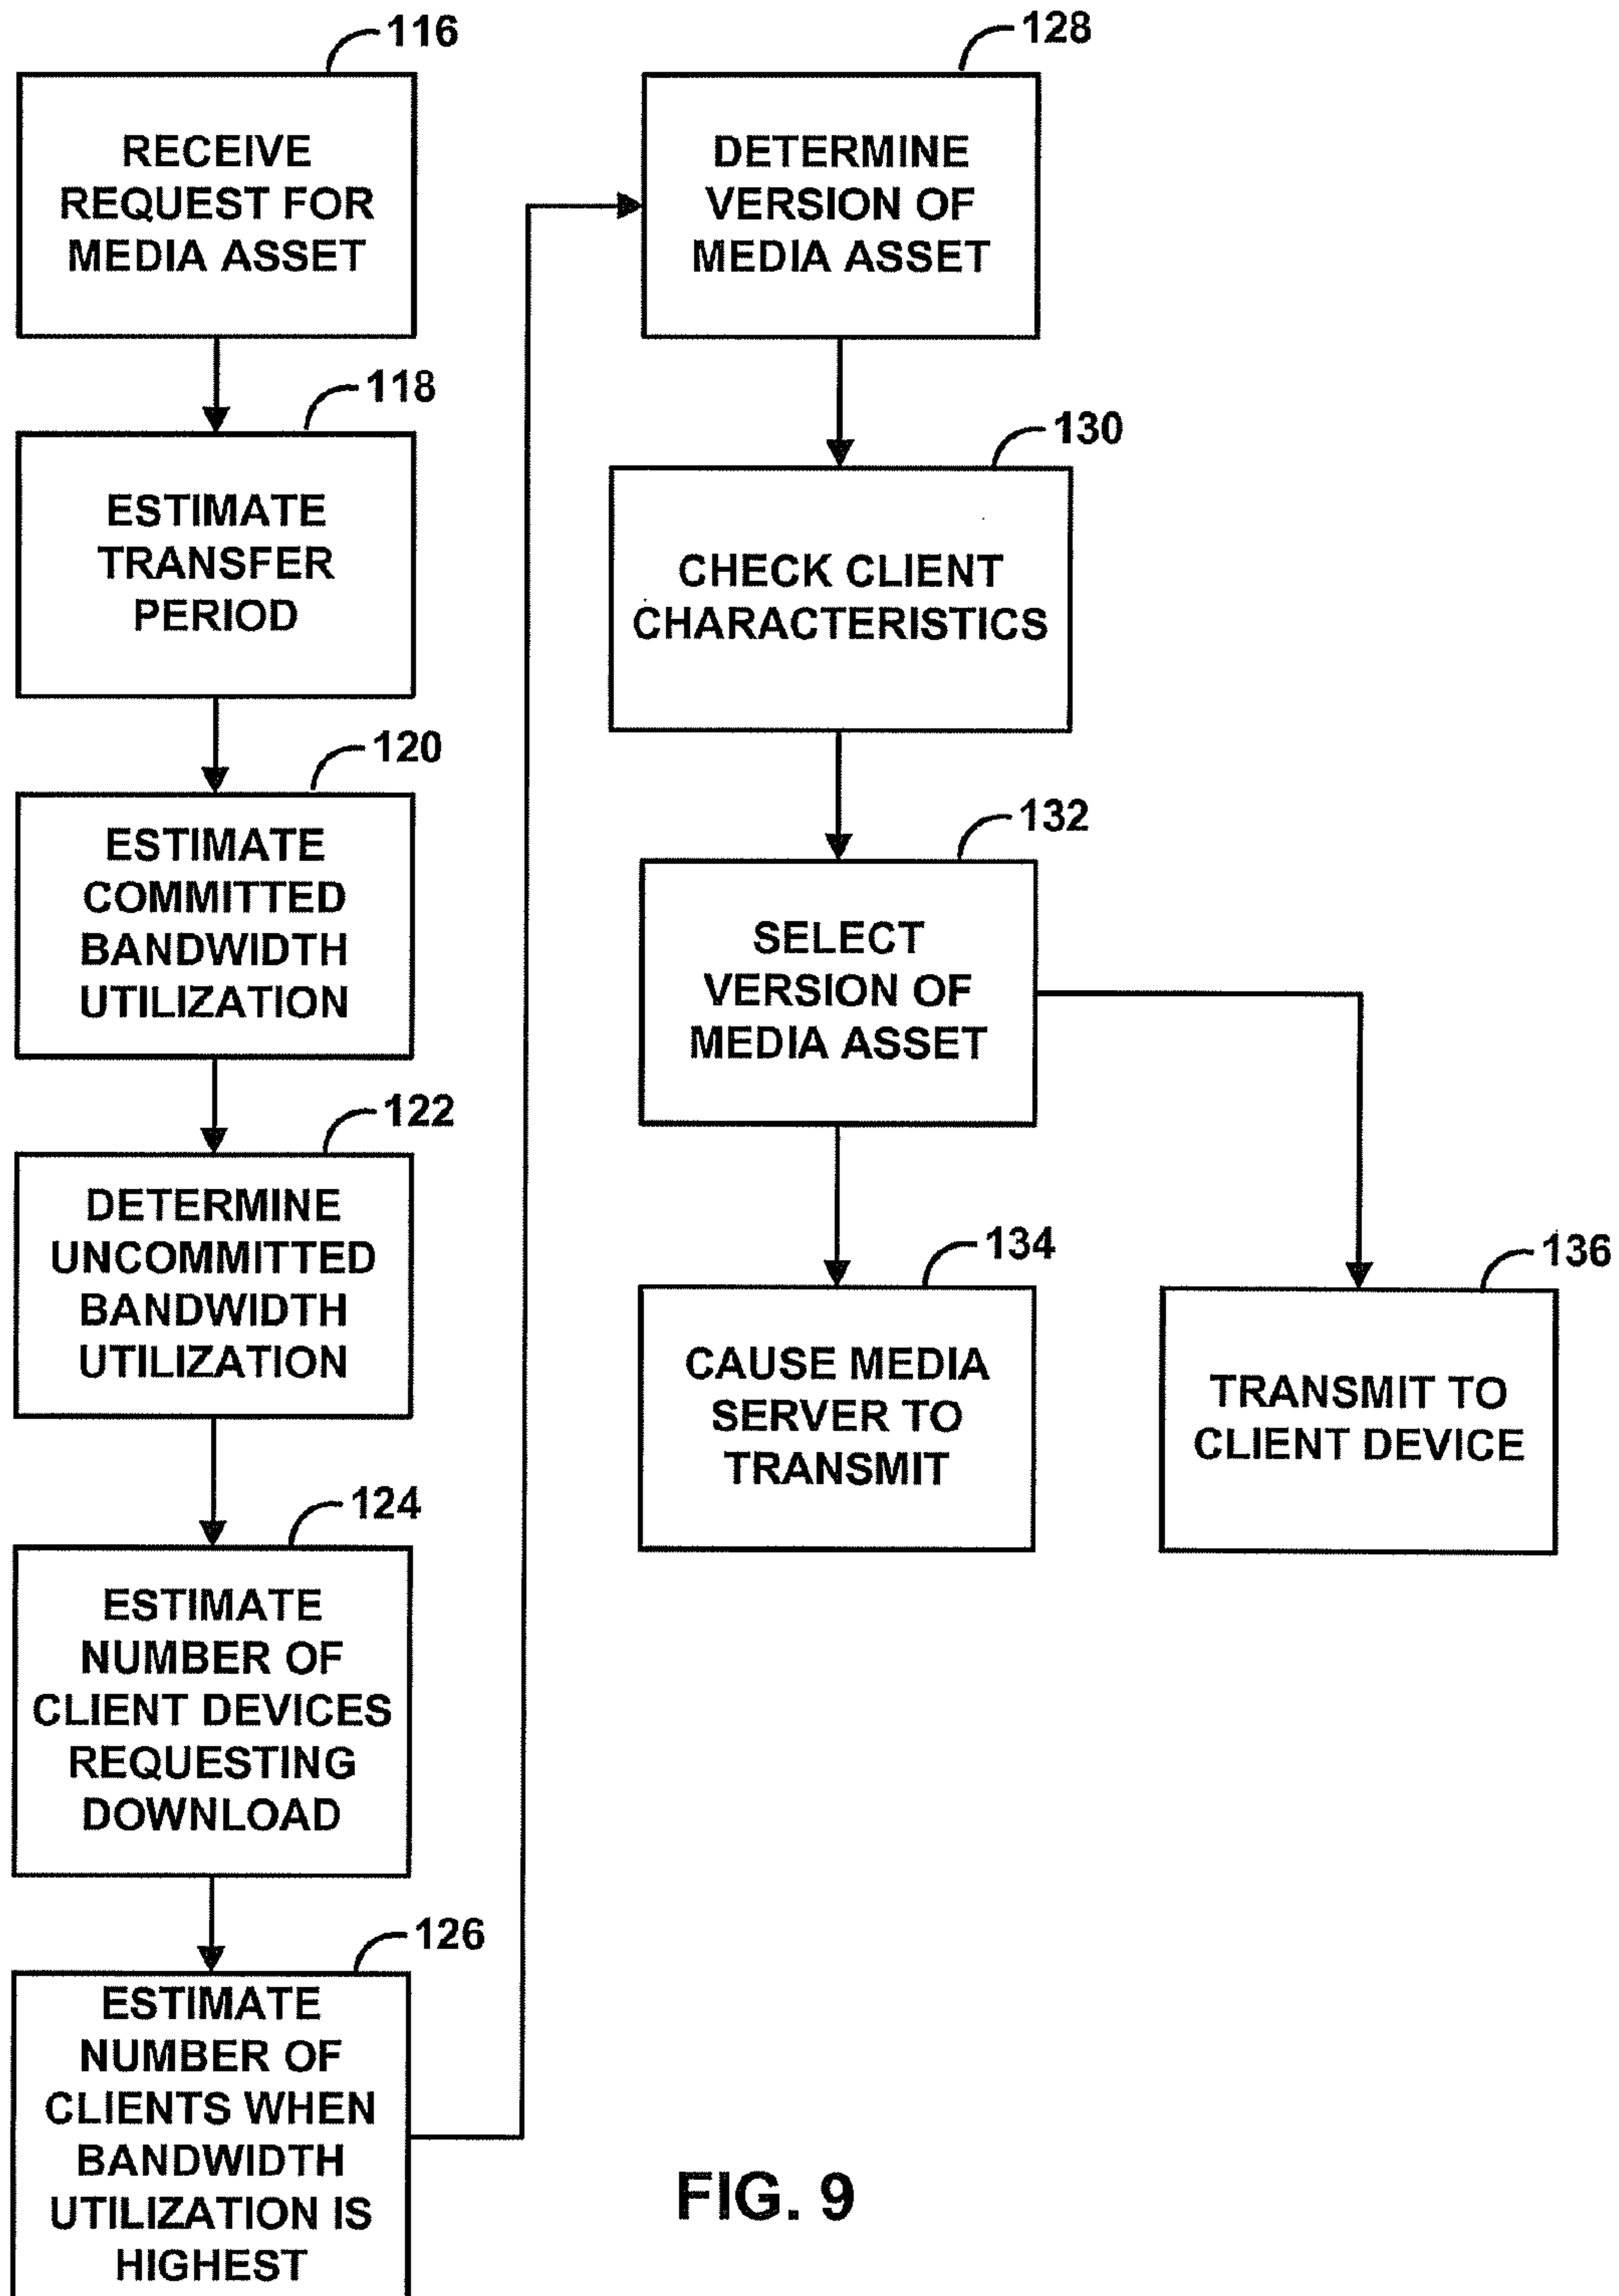 116
RECEIVE
REQUEST FOR
MEDIA ASSET
118
ESTIMATE
TRANSFER
PERIOD
120
ESTIMATE
COMMITTED
BANDWIDTH
UTILIZATION
122
DETERMINE
UNCOMMITTED
BANDWIDTH
UTILIZATION
124
ESTIMATE
NUMBER OF
CLIENT DEVICES
REQUESTING
DOWNLOAD
126
ESTIMATE
NUMBER OF
CLIENTS WHEN
BANDWIDTH
UTILIZATION IS
HIGHEST
128
DETERMINE
VERSION OF
MEDIA ASSET
130
CHECK CLIENT
CHARACTERISTICS
132
SELECT
VERSION OF
MEDIA ASSET
134
CAUSE MEDIA
SERVER TO
TRANSMIT
136
TRANSMIT TO
CLIENT DEVICE
FIG. 9